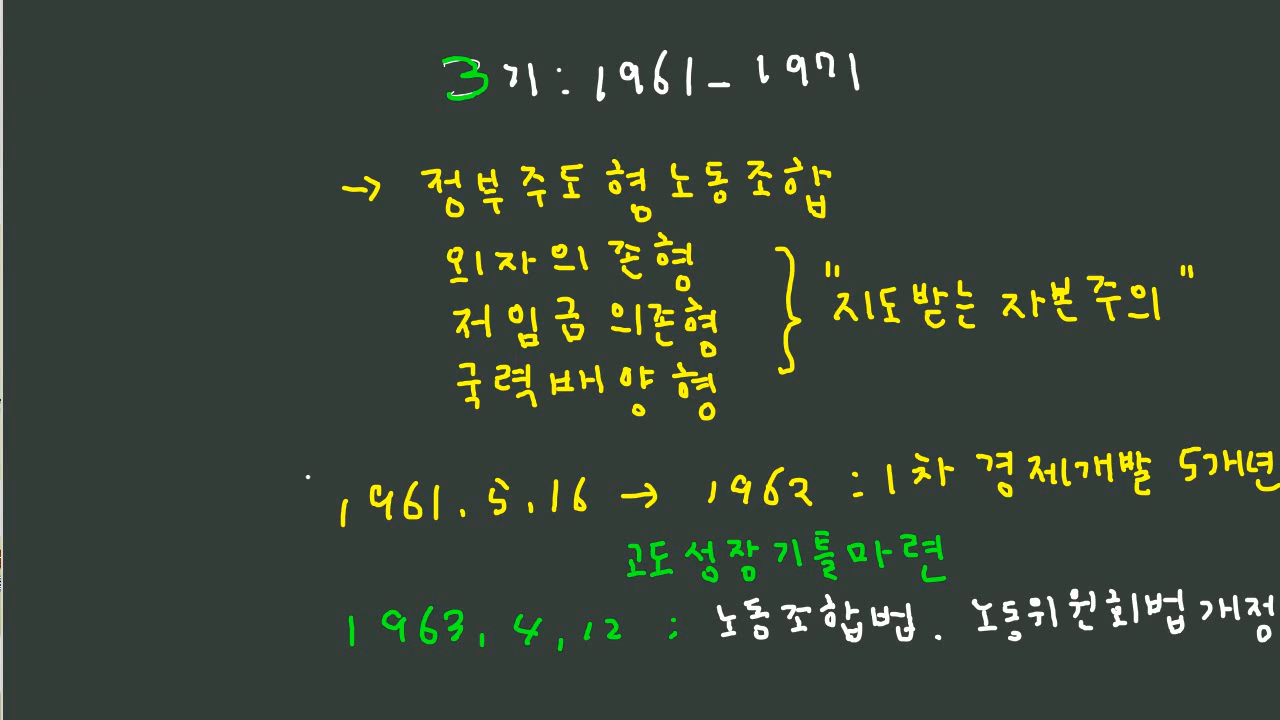 3기 : 1961 - 1971
→ 정부주도형노동조합
외자의존형
저임금 의존형
국력배양형
} "지도받는 자본주의"
1961. 5. 16 → 1962 : 1차 경제개발 5개년
고도성장기틀마련
1963. 4. 12 : 노동조합법. 노동위원회법개정